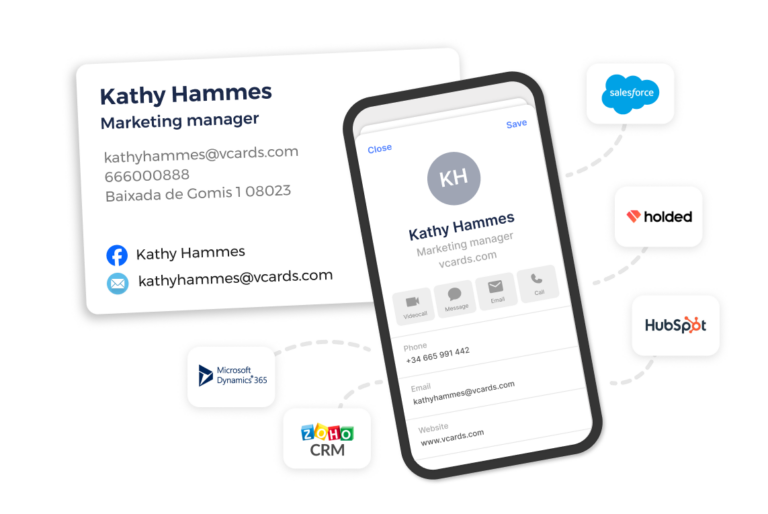 Kathy Hammes
Marketing manager
kathyhammes@vcards.com
666000888
Baixada de Gomis 1 08023
Kathy Hammes
kathyhammes@vcards.com
Close
Save
KH
Kathy Hammes
Marketing manager
vcards.com
Videocall
Message
Email
Call
Phone
+34 665 991 442
Email
kathyhammes@vcards.com
Website
www.vcards.com
salesforce
holded
HubSpot
Microsoft
Dynamics 365
ZOHO
CRM